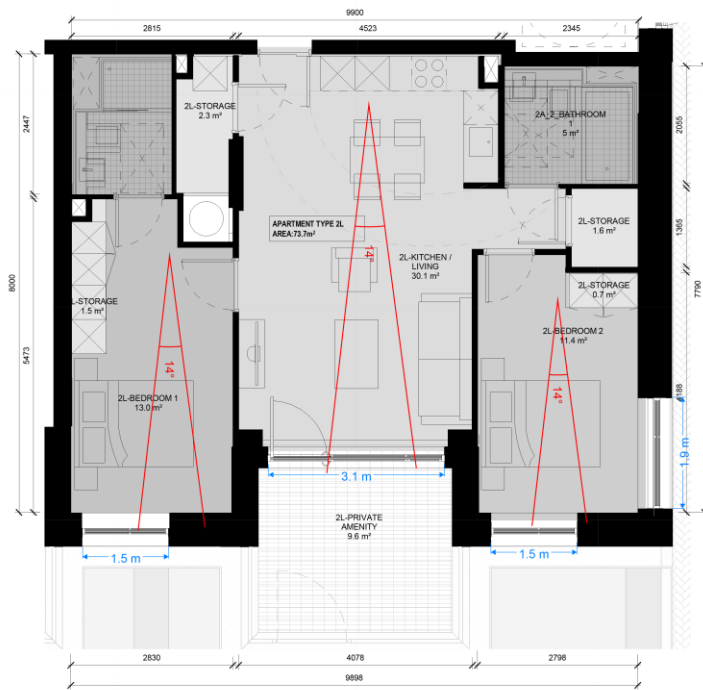 9900
2815
4523
2345
2L-STORAGE
2.3 m²
2A_2_BATHROOM
1
5 m²
2447
2055
APARTMENT TYPE 2L
AREA:73.7m²
2L-STORAGE
1.6 m²
1365
14°
2L-KITCHEN /
LIVING
30.1 m²
8000
7790
-STORAGE
1.5 m²
2L-STORAGE
0.7 m²
2L-BEDROOM 2
11.4 m²
5473
14°
14°
2L-BEDROOM 1
13.0 m²
188
1.9 m
3.1 m
2L-PRIVATE
AMENITY
9.6 m²
1.5 m
1.5 m
2830
4078
2798
9898